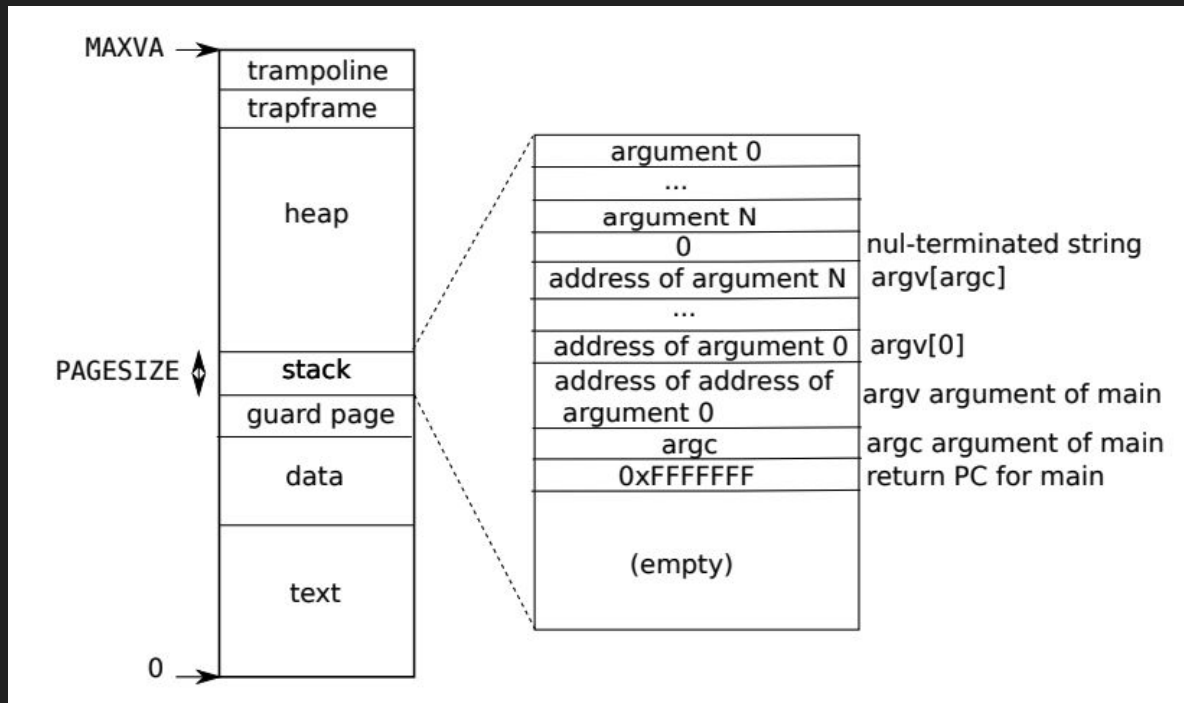 MAXVA
trampoline
trapframe
heap
PAGESIZE
stack
guard page
data
text
0
argument 0
...
argument N
0
nul-terminated string
address of argument N
argv[argc]
...
address of argument 0
argv[0]
address of address of
argument 0
argv argument of main
argc
argc argument of main
0xFFFFFFF
return PC for main
(empty)